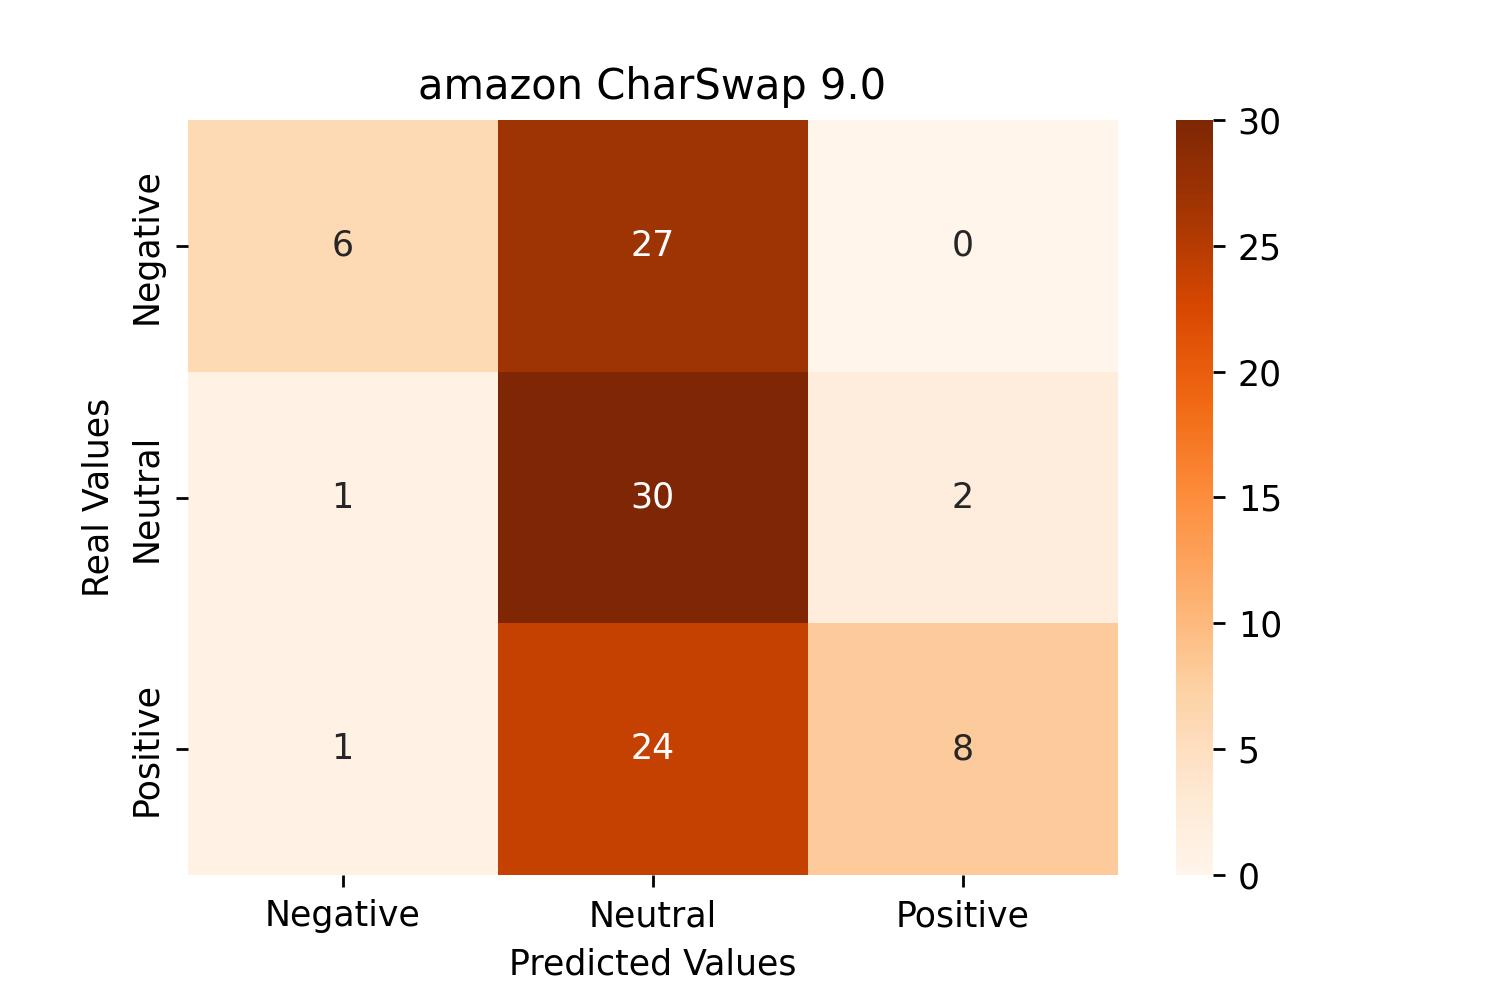 amazon CharSwap 9.0
Real Values
Negative
6 27 0
Neutral
1 30 2
Positive
1 24 8
Negative Neutral Positive
Predicted Values
30
25
20
15
10
5
0